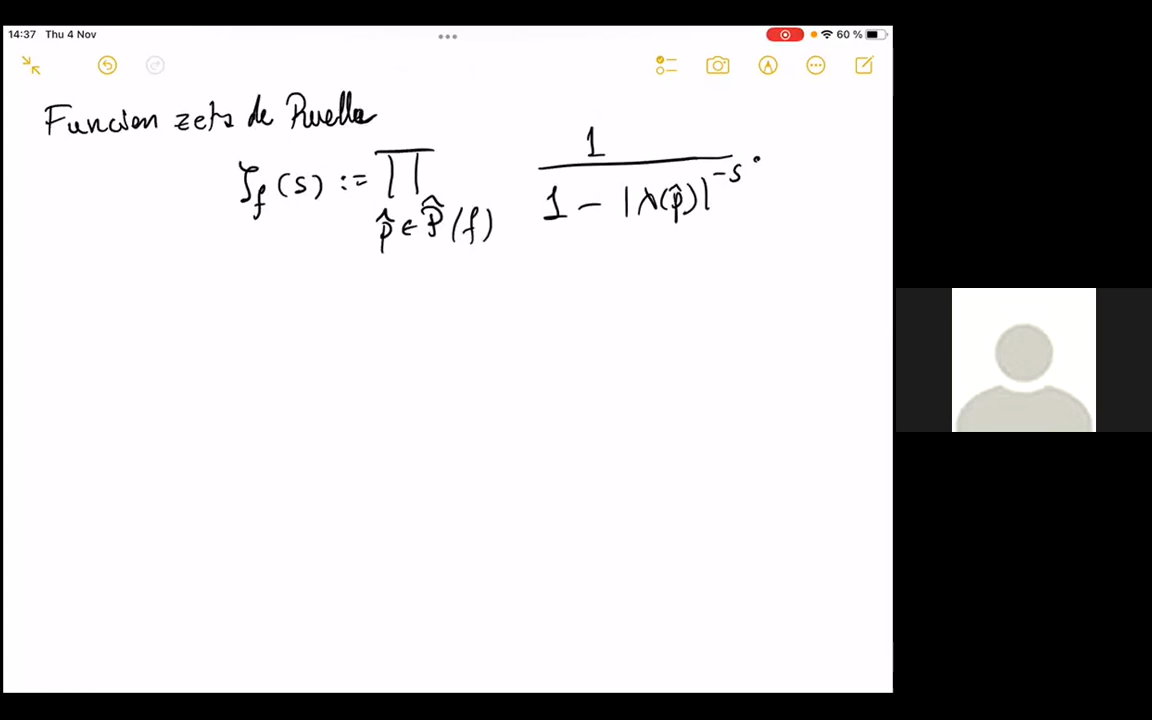 14:37 Thu 4 Nov 60 %
Funcion zeta de Ruelle
ζ_f(s) := ∏_{p̂ ∈ P̂(f)} 1 / (1 − |λ(p̂)|^{−s}) .